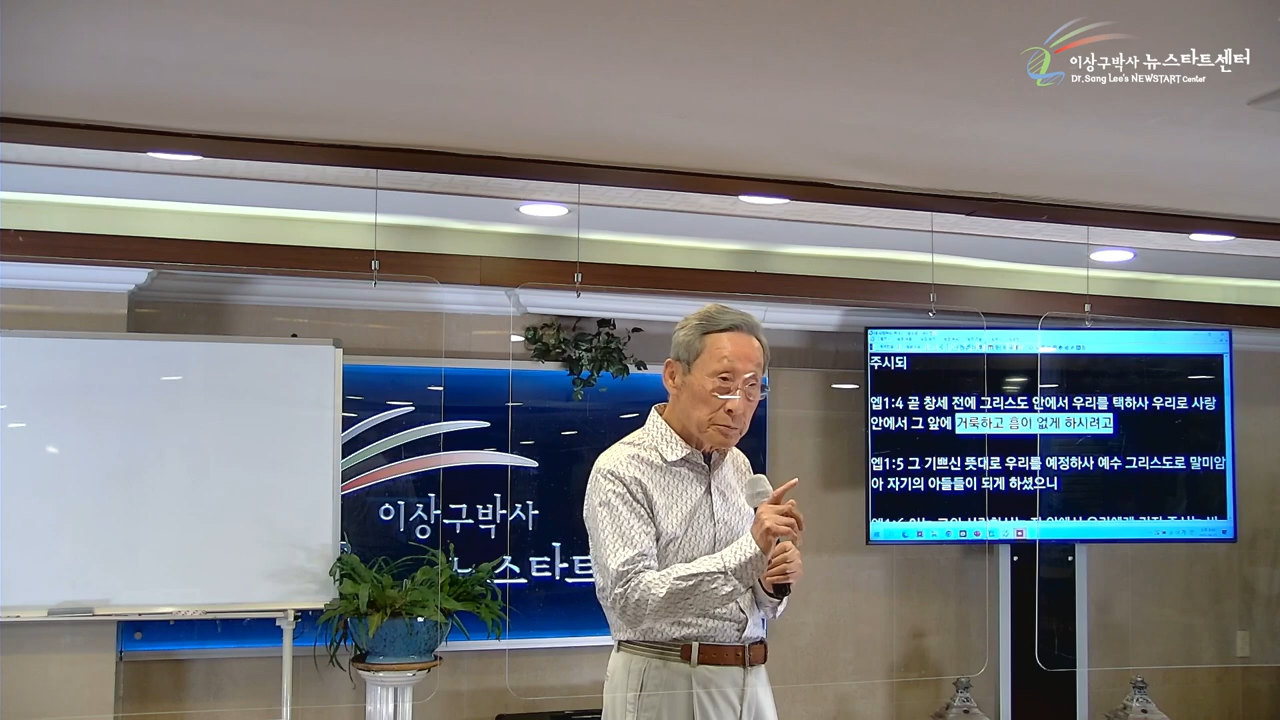 이상구박사 뉴스타트센터
Dr. Sang Lee's NEWSTART Center
주시되
엡1:4 곧 창세 전에 그리스도 안에서 우리를 택하사 우리로 사랑
안에서 그 앞에 거룩하고 흠이 없게 하시려고
엡1:5 그 기쁘신 뜻대로 우리를 예정하사 예수 그리스도로 말미암
아 자기의 아들들이 되게 하셨으니
이상구박사
뉴스타트